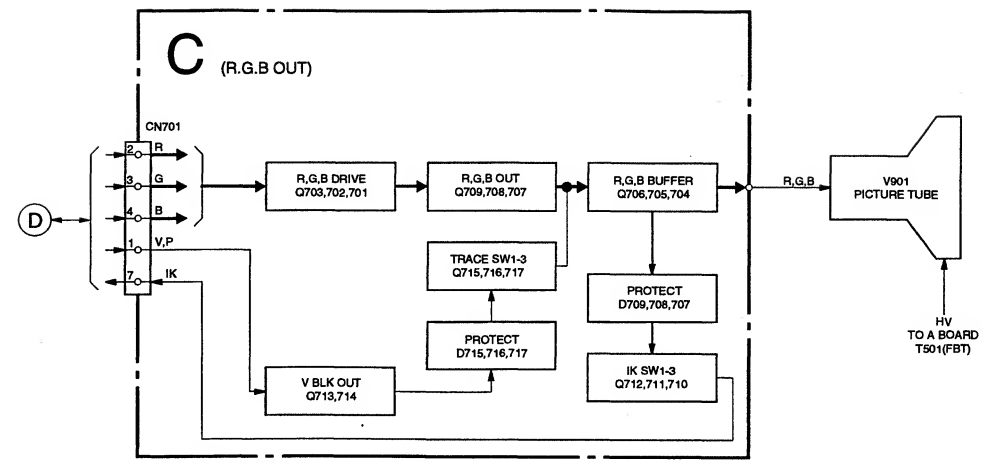 C (R.G.B OUT)
CN701
2 R
3 G
4 B
1 V,P
7 IK
D
R,G,B DRIVE
Q703,702,701
R,G,B OUT
Q709,708,707
R,G,B BUFFER
Q706,705,704
R,G,B
V901
PICTURE TUBE
TRACE SW1-3
Q715,716,717
PROTECT
D709,708,707
PROTECT
D715,716,717
HV
TO A BOARD
T501(FBT)
V BLK OUT
Q713,714
IK SW1-3
Q712,711,710